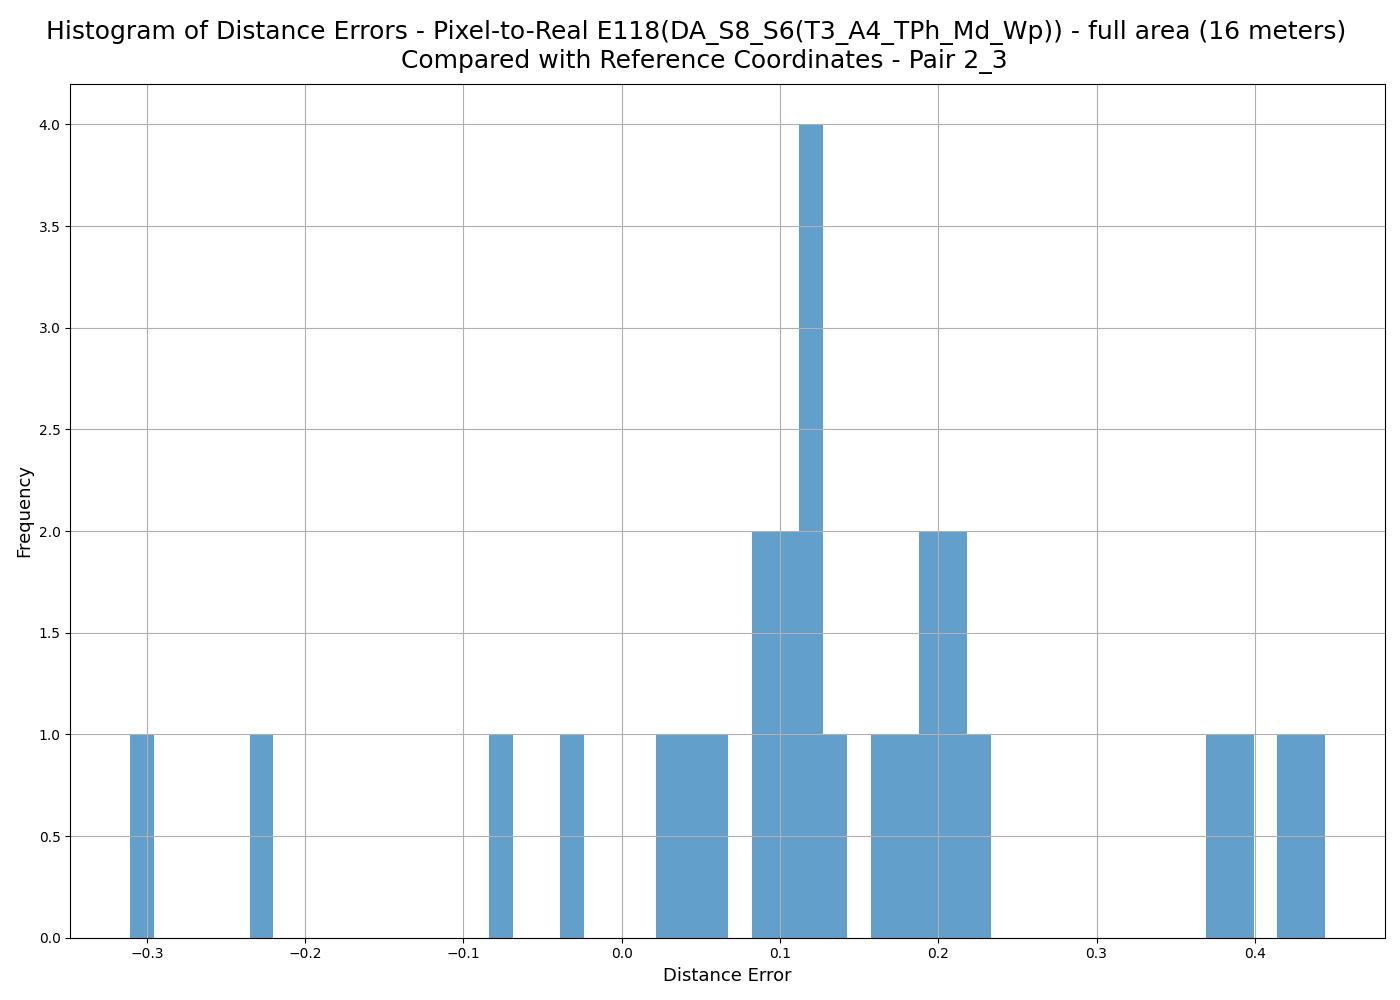 Histogram of Distance Errors - Pixel-to-Real E118(DA_S8_S6(T3_A4_TPh_Md_Wp)) - full area (16 meters)
Compared with Reference Coordinates - Pair 2_3
4.0
3.5
3.0
2.5
2.0
1.5
1.0
0.5
0.0
Frequency
−0.3 −0.2 −0.1 0.0 0.1 0.2 0.3 0.4
Distance Error